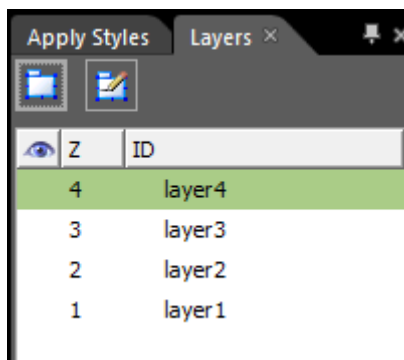 Apply Styles Layers ×
Z ID
4 layer4
3 layer3
2 layer2
1 layer1